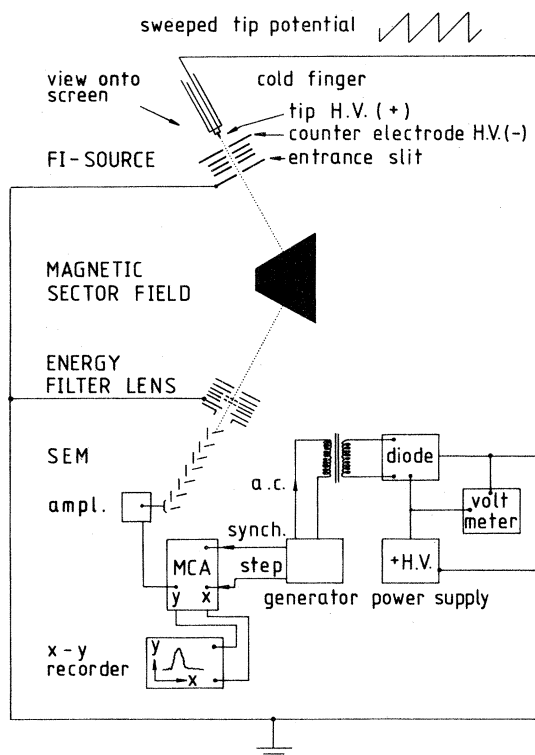 sweeped tip potential
view onto
screen
cold finger
tip H.V. (+)
counter electrode H.V.(-)
entrance slit
FI-SOURCE
MAGNETIC
SECTOR FIELD
ENERGY
FILTER LENS
SEM
ampl.
a.c.
diode
volt
meter
synch.
step
MCA
y x
generator
+H.V.
power supply
x-y
recorder
y
x